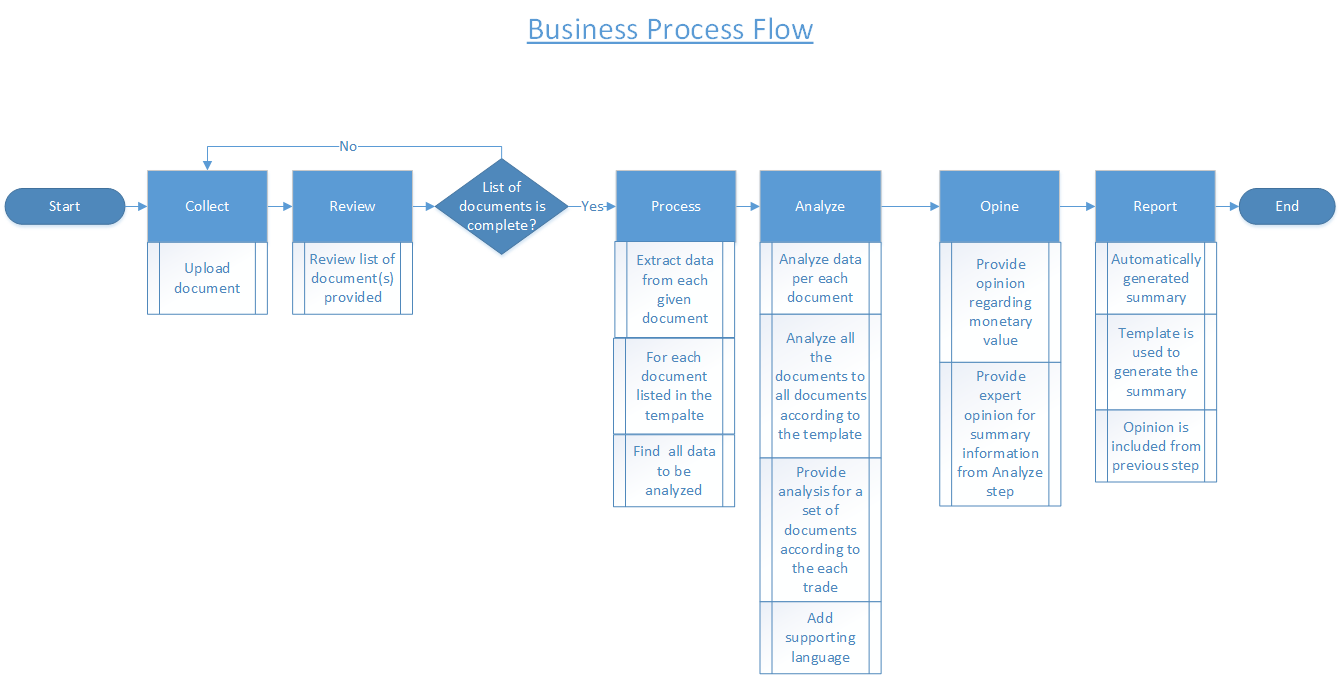 Business Process Flow
No
Start
Collect
Review
List of
documents is
complete?
Yes
Process
Analyze
Opine
Report
End
Upload
document
Review list of
document(s)
provided
Extract data
from each
given
document
For each
document
listed in the
tempalte
Find all data
to be
analyzed
Analyze data
per each
document
Analyze all
the
documents to
all documents
according to
the template
Provide
analysis for a
set of
documents
according to
the each
trade
Add
supporting
language
Provide
opinion
regarding
monetary
value
Provide
expert
opinion for
summary
information
from Analyze
step
Automatically
generated
summary
Template is
used to
generate the
summary
Opinion is
included from
previous step